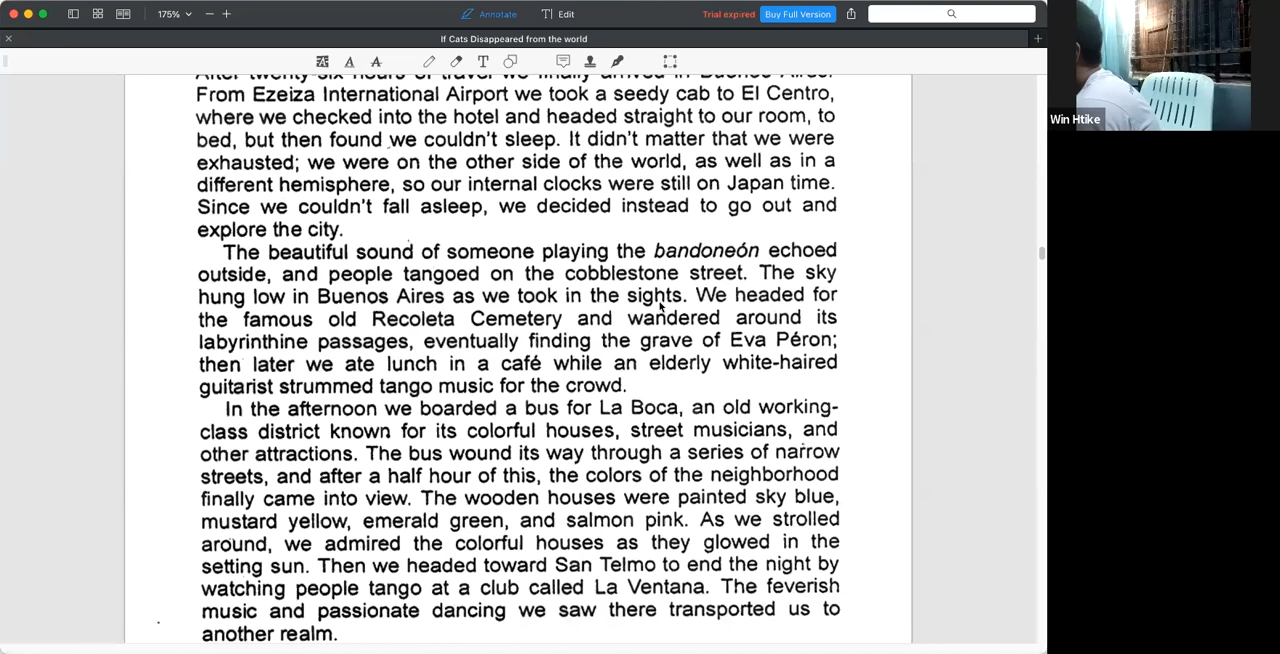 175%
Annotate
Edit
Trial expired
Buy Full Version
If Cats Disappeared from the world
After twenty-six hours of travel we finally arrived in Buenos Aires.
From Ezeiza International Airport we took a seedy cab to El Centro,
where we checked into the hotel and headed straight to our room, to
bed, but then found we couldn't sleep. It didn't matter that we were
exhausted; we were on the other side of the world, as well as in a
different hemisphere, so our internal clocks were still on Japan time.
Since we couldn't fall asleep, we decided instead to go out and
explore the city.
The beautiful sound of someone playing the bandoneón echoed
outside, and people tangoed on the cobblestone street. The sky
hung low in Buenos Aires as we took in the sights. We headed for
the famous old Recoleta Cemetery and wandered around its
labyrinthine passages, eventually finding the grave of Eva Péron;
then later we ate lunch in a café while an elderly white-haired
guitarist strummed tango music for the crowd.
In the afternoon we boarded a bus for La Boca, an old working-
class district known for its colorful houses, street musicians, and
other attractions. The bus wound its way through a series of narrow
streets, and after a half hour of this, the colors of the neighborhood
finally came into view. The wooden houses were painted sky blue,
mustard yellow, emerald green, and salmon pink. As we strolled
around, we admired the colorful houses as they glowed in the
setting sun. Then we headed toward San Telmo to end the night by
watching people tango at a club called La Ventana. The feverish
music and passionate dancing we saw there transported us to
another realm.
Win Htike